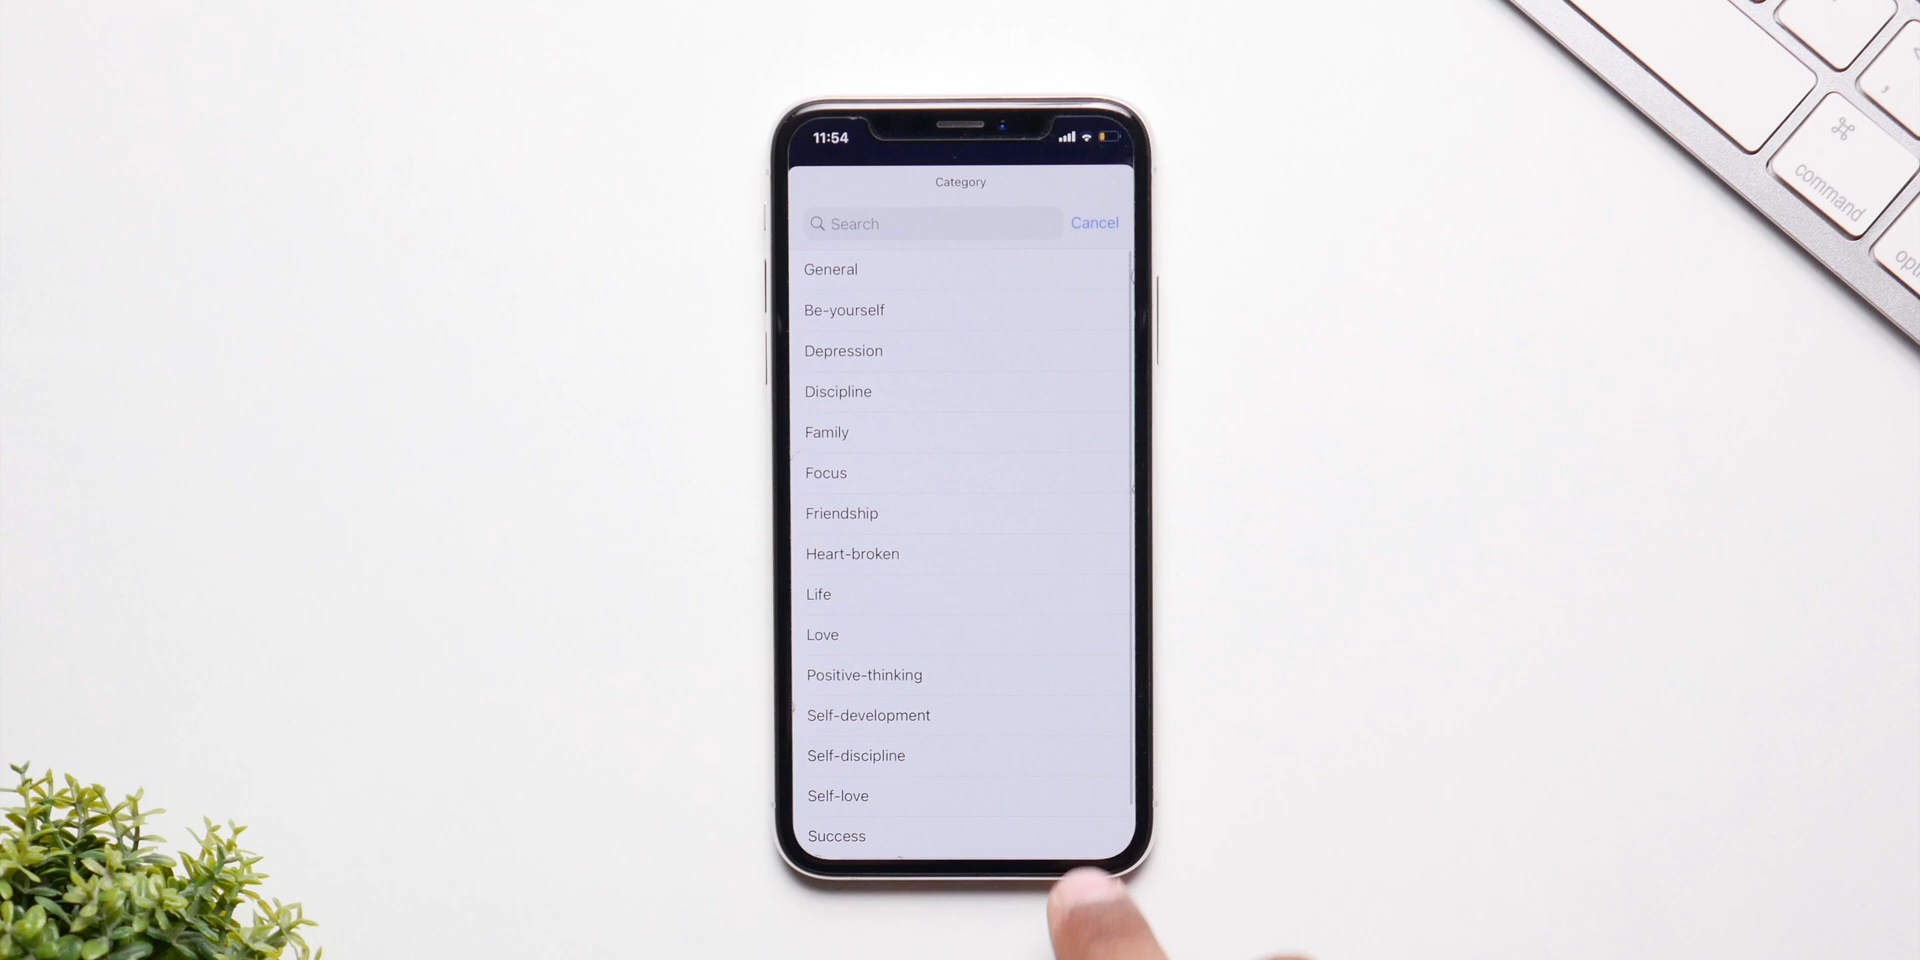 11:54
Category
Search
Cancel
General
Be-yourself
Depression
Discipline
Family
Focus
Friendship
Heart-broken
Life
Love
Positive-thinking
Self-development
Self-discipline
Self-love
Success
⌘
command
,